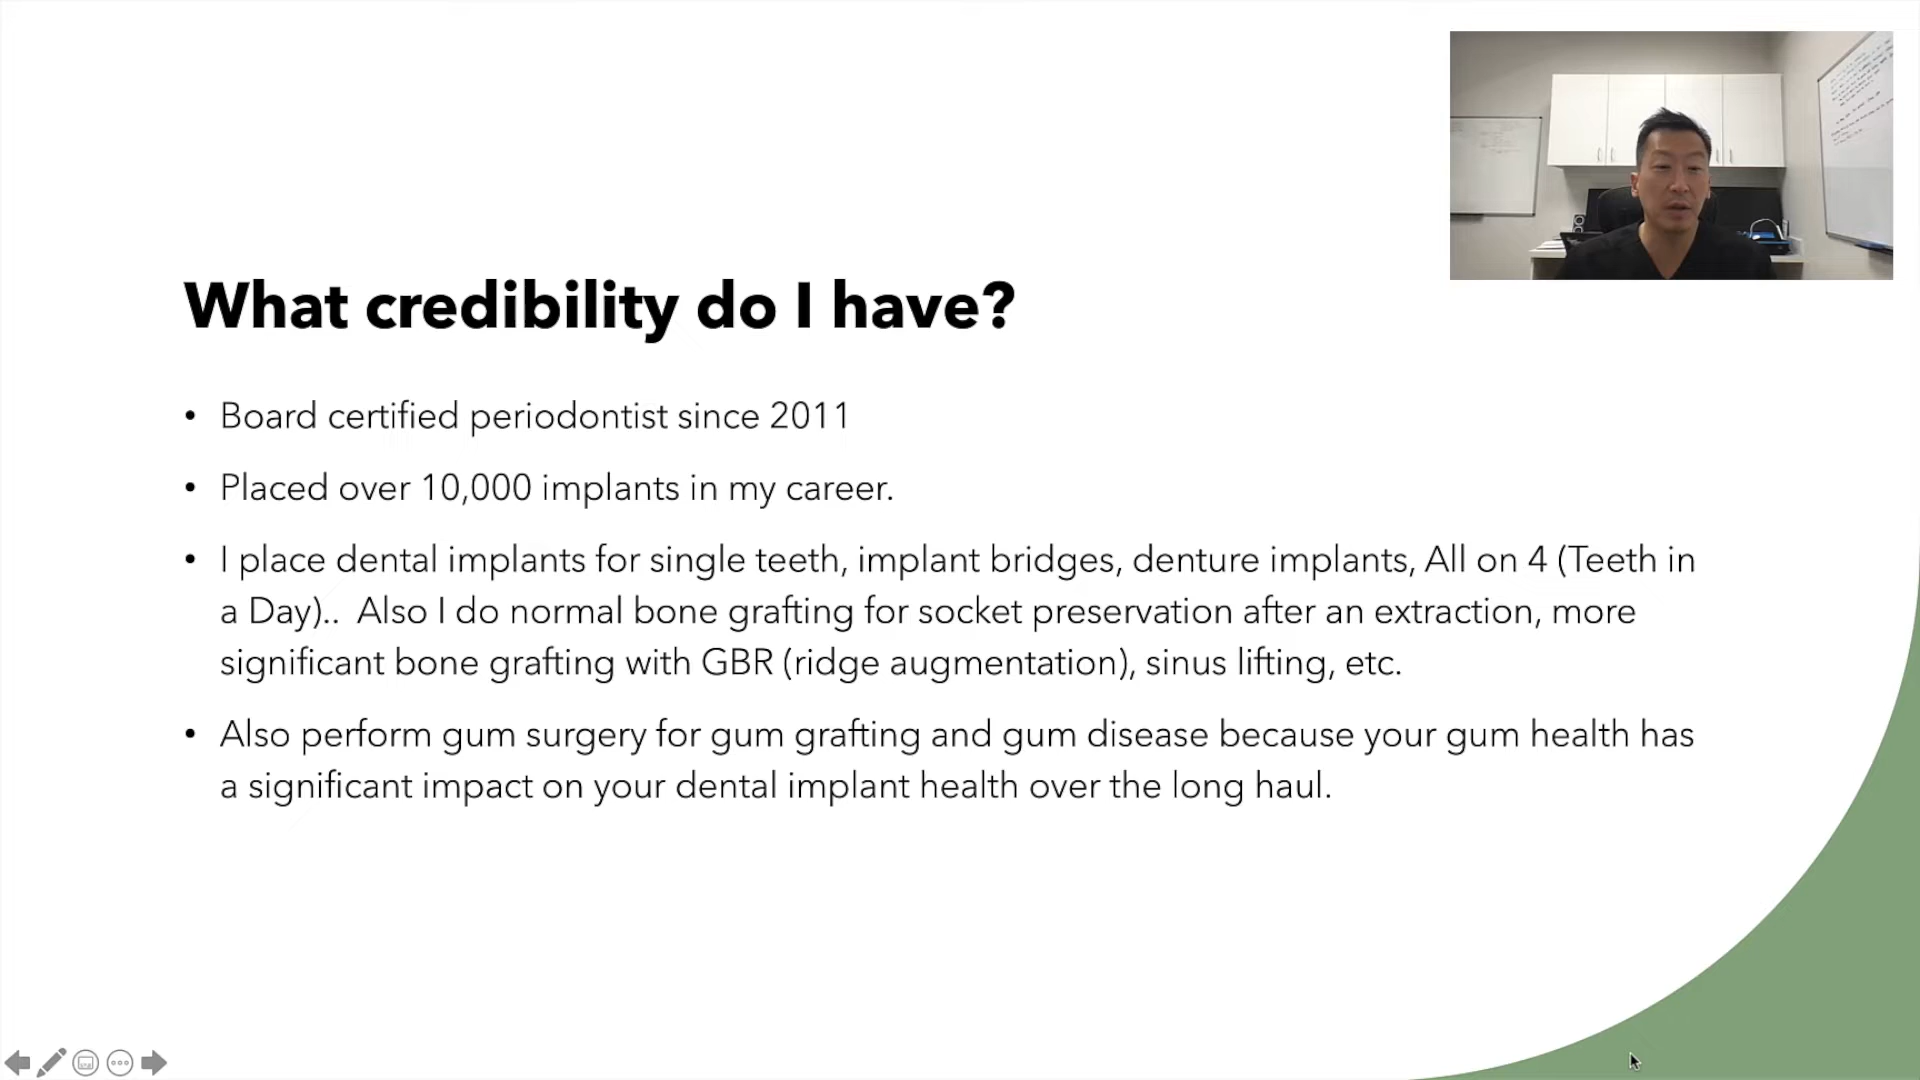 What credibility do I have?
• Board certified periodontist since 2011
• Placed over 10,000 implants in my career.
• I place dental implants for single teeth, implant bridges, denture implants, All on 4 (Teeth in
a Day)..  Also I do normal bone grafting for socket preservation after an extraction, more
significant bone grafting with GBR (ridge augmentation), sinus lifting, etc.
• Also perform gum surgery for gum grafting and gum disease because your gum health has
a significant impact on your dental implant health over the long haul.